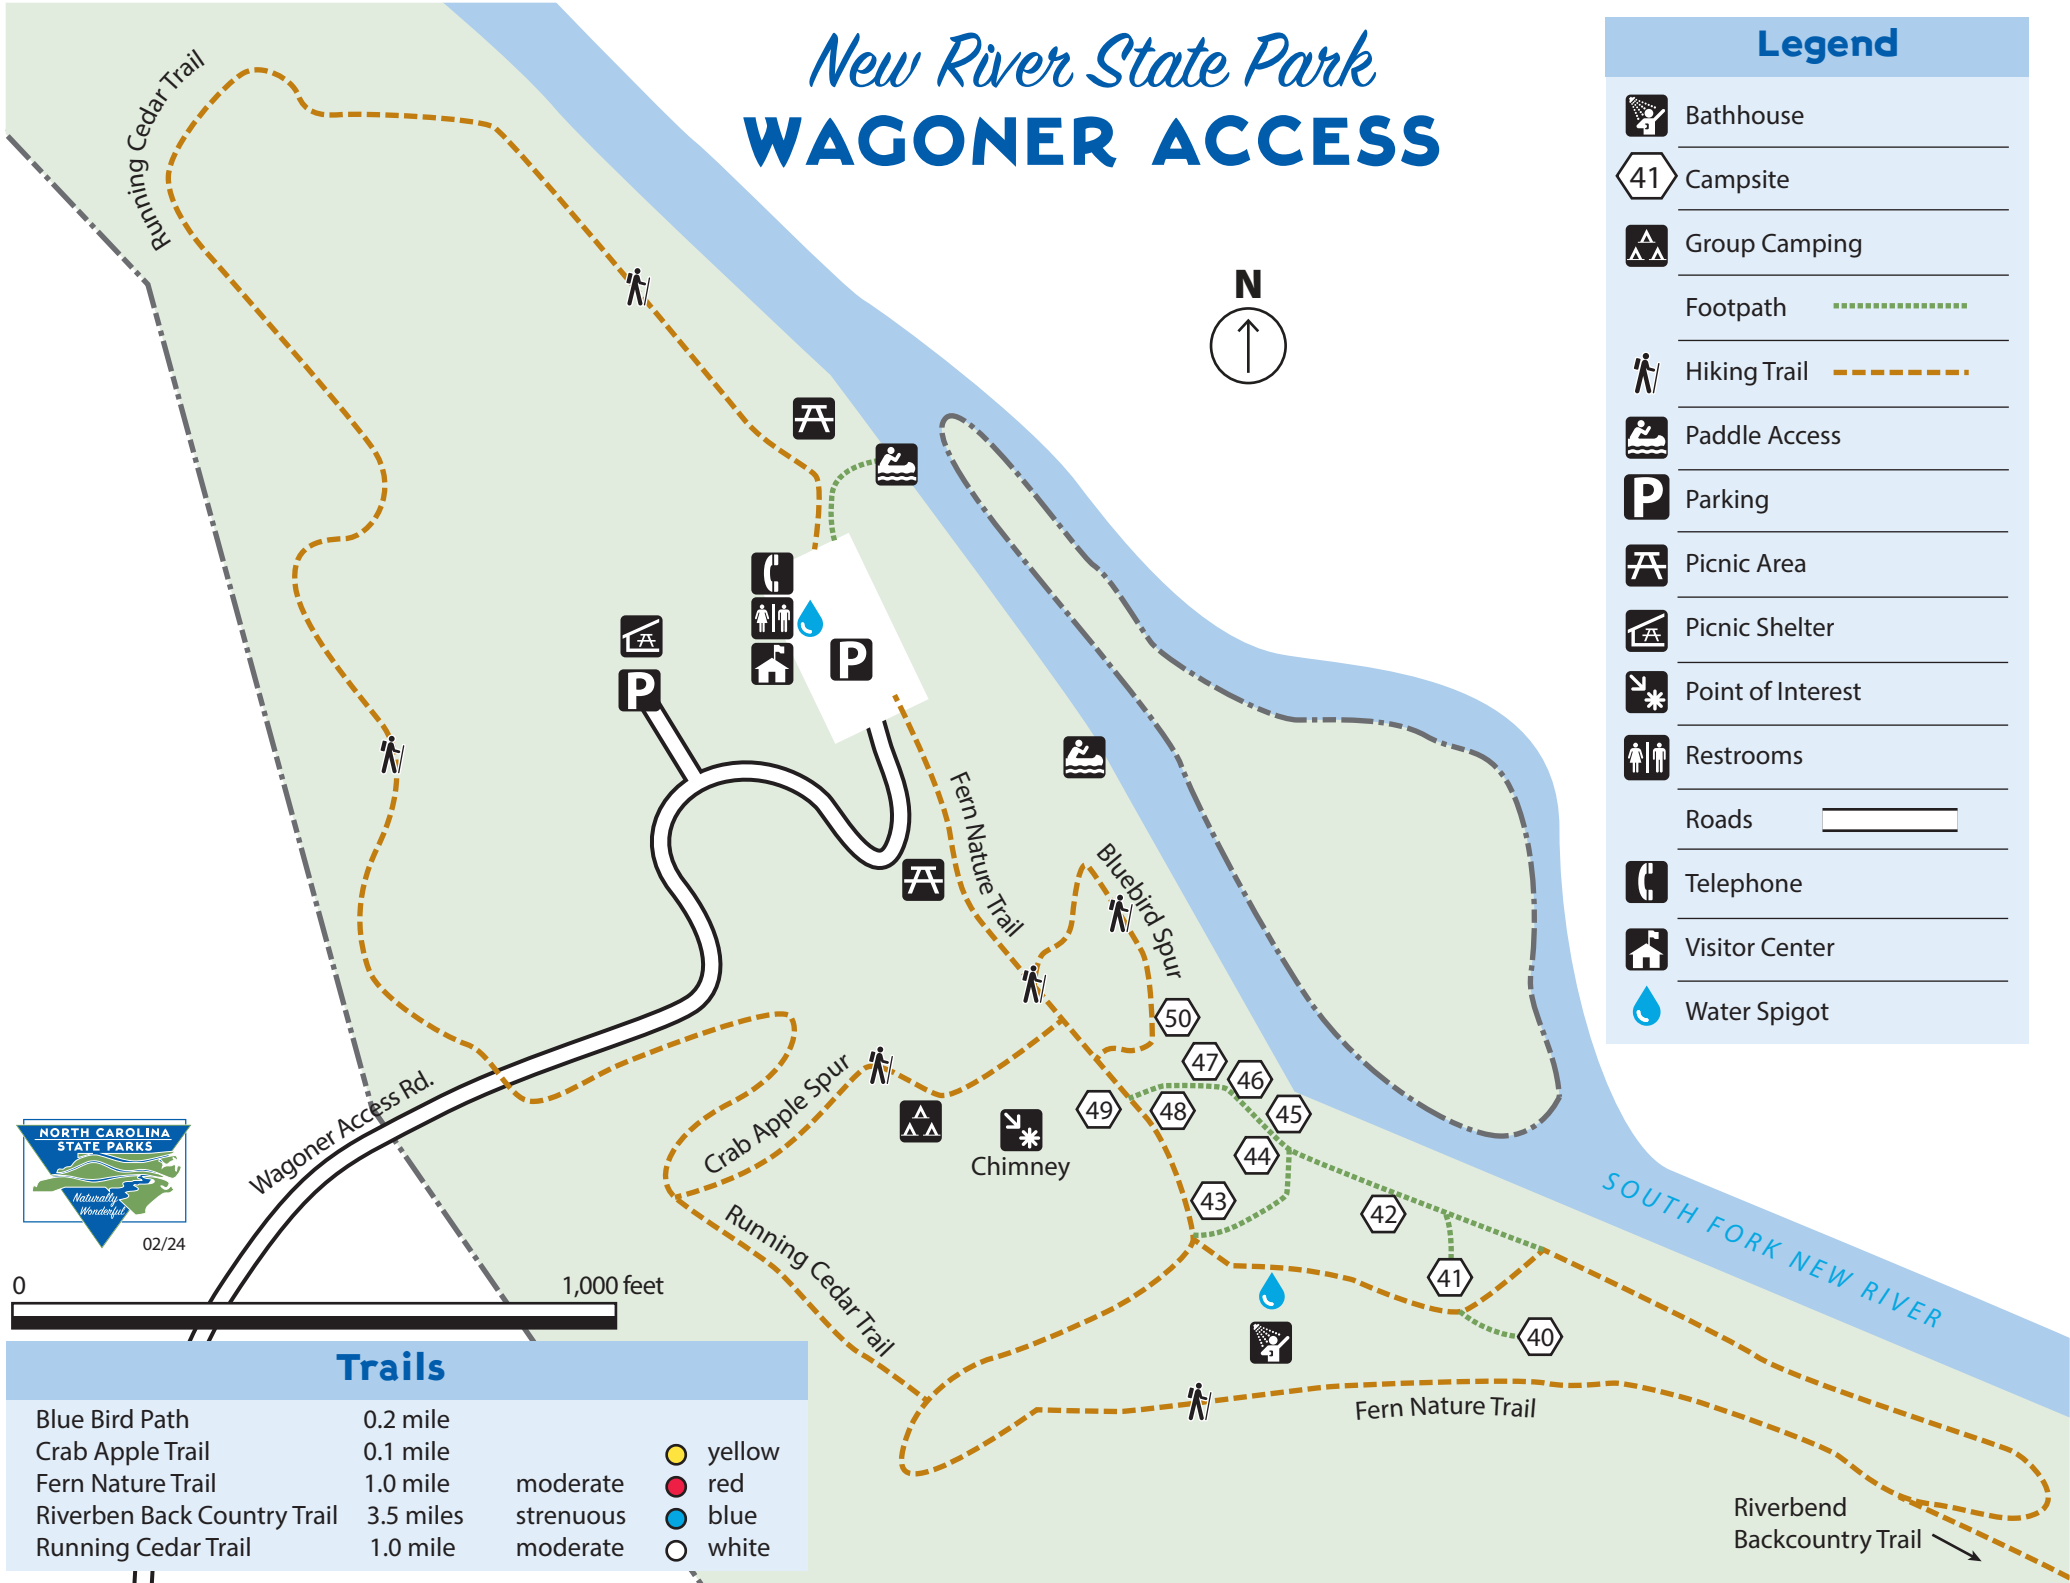 New River State Park
WAGONER ACCESS
Legend
Bathhouse
41 Campsite
Group Camping
Footpath
Hiking Trail
Paddle Access
P Parking
Picnic Area
Picnic Shelter
Point of Interest
Restrooms
Roads
Telephone
Visitor Center
Water Spigot
N
Running Cedar Trail
P
P
Fern Nature Trail
Bluebird Spur
50
47
46
49
48
45
44
43
42
41
40
Crab Apple Spur
Chimney
Wagoner Access Rd.
Running Cedar Trail
SOUTH FORK NEW RIVER
Fern Nature Trail
Riverbend
Backcountry Trail
NORTH CAROLINA
STATE PARKS
Naturally
Wonderful
02/24
0 1,000 feet
Trails
Blue Bird Path 0.2 mile
Crab Apple Trail 0.1 mile yellow
Fern Nature Trail 1.0 mile moderate red
Riverben Back Country Trail 3.5 miles strenuous blue
Running Cedar Trail 1.0 mile moderate white